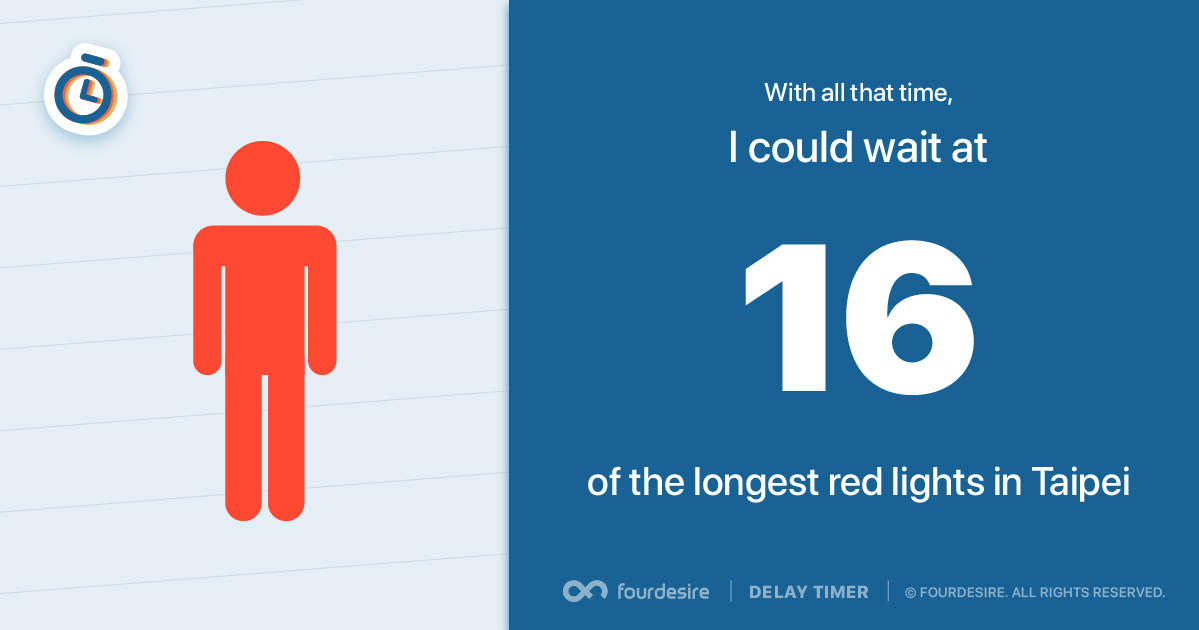 With all that time,
I could wait at
16
of the longest red lights in Taipei
fourdesire | DELAY TIMER | © FOURDESIRE. ALL RIGHTS RESERVED.